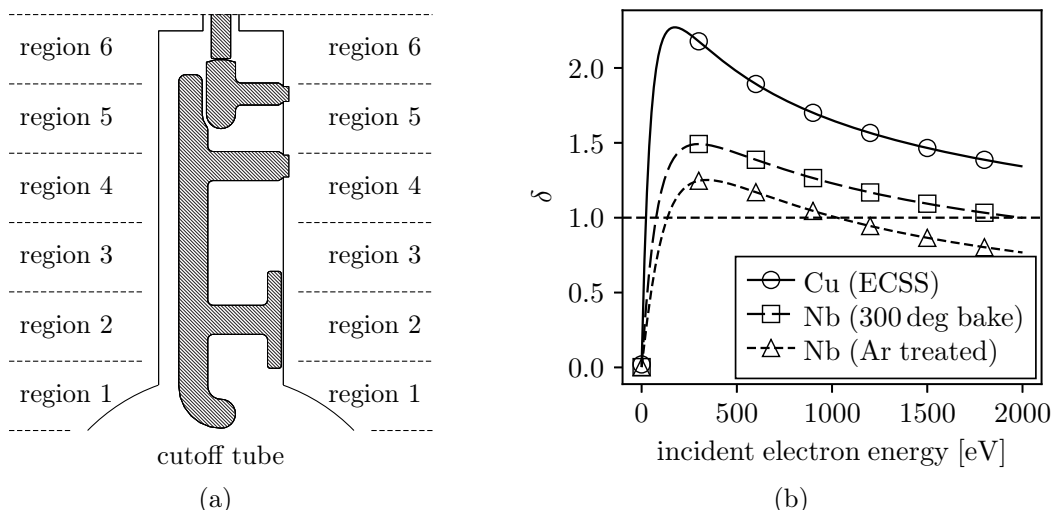 region 6 region 6
region 5 region 5
region 4 region 4
region 3 region 3
region 2 region 2
region 1 region 1
cutoff tube
(a)
δ
2.0
1.5
1.0
0.5
0.0
Cu (ECSS)
Nb (300 deg bake)
Nb (Ar treated)
0 500 1000 1500 2000
incident electron energy [eV]
(b)